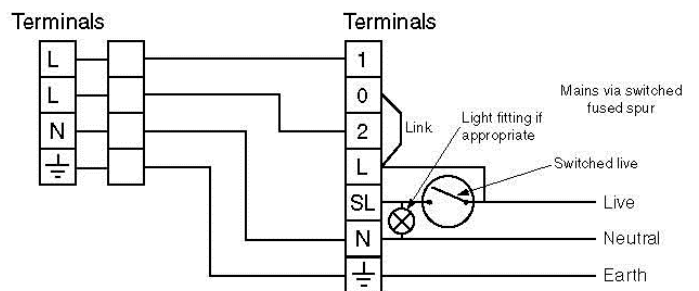 Terminals
Terminals
L
L
N
1
0
2
L
SL
N
Link
Light fitting if
appropriate
Mains via switched
fused spur
Switched live
Live
Neutral
Earth